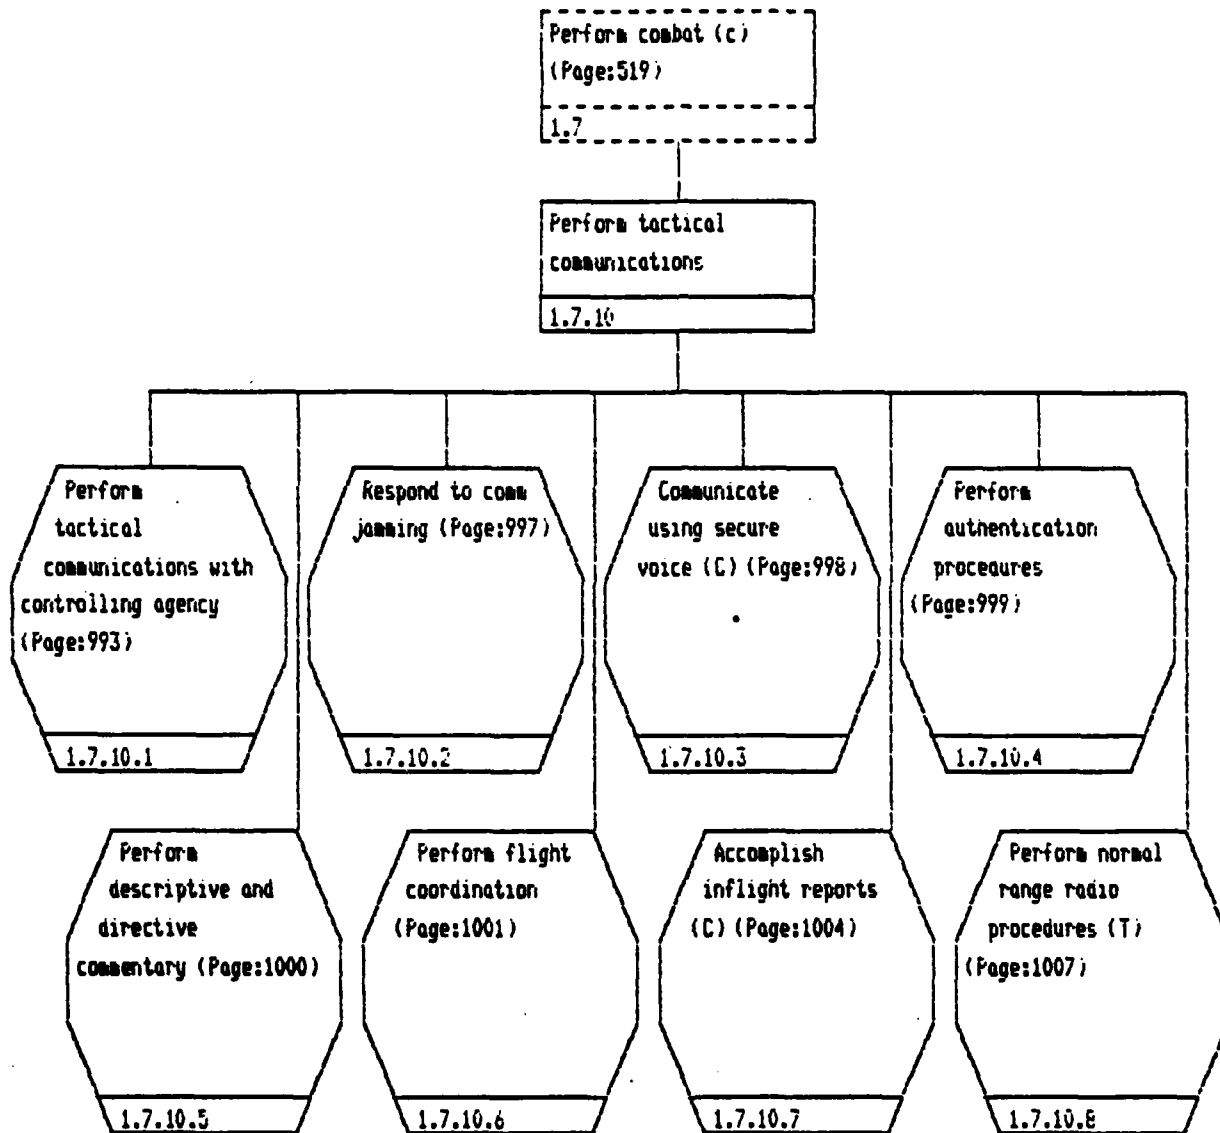 Perform combat (c)
(Page:519)
1.7
Perform tactical
communications
1.7.10
Perform
tactical
communications with
controlling agency
(Page:993)
1.7.10.1
Respond to comm
jamming (Page:997)
1.7.10.2
Communicate
using secure
voice (C) (Page:998)
1.7.10.3
Perform
authentication
procedures
(Page:999)
1.7.10.4
Perform
descriptive and
directive
commentary (Page:1000)
1.7.10.5
Perform flight
coordination
(Page:1001)
1.7.10.6
Accomplish
inflight reports
(C) (Page:1004)
1.7.10.7
Perform normal
range radio
procedures (T)
(Page:1007)
1.7.10.8